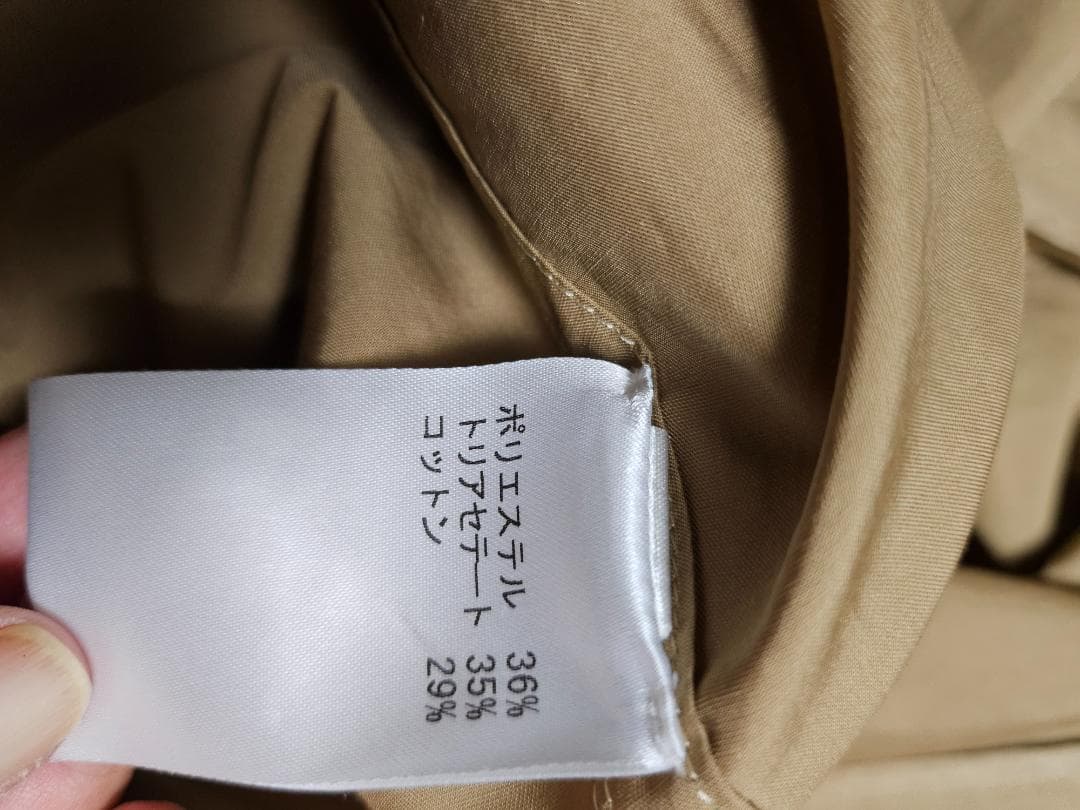 ポリエステル 36%
トリアセテート 35%
コットン 29%